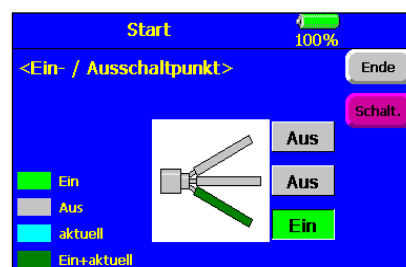 Start
100%
<Ein- / Ausschaltpunkt>
Ende
Schalt.
Aus
Aus
Ein
Ein
Aus
aktuell
Ein+aktuell